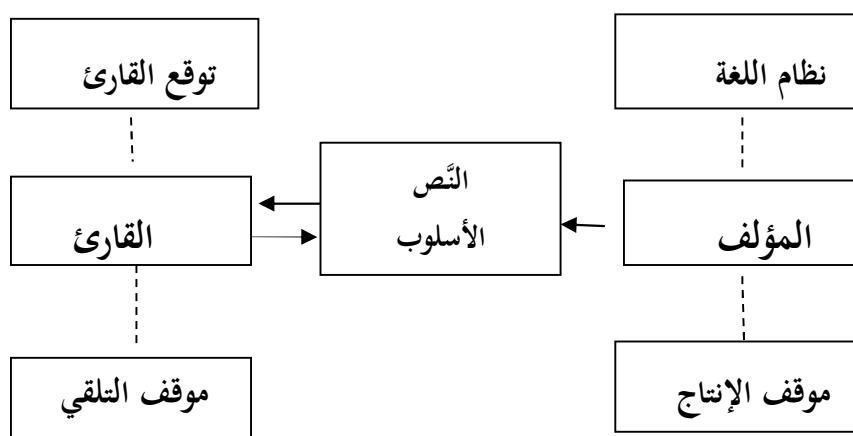 نظام اللغة
توقع القارئ
النَّص
الأسلوب
المؤلف
القارئ
موقف الإنتاج
موقف التلقي